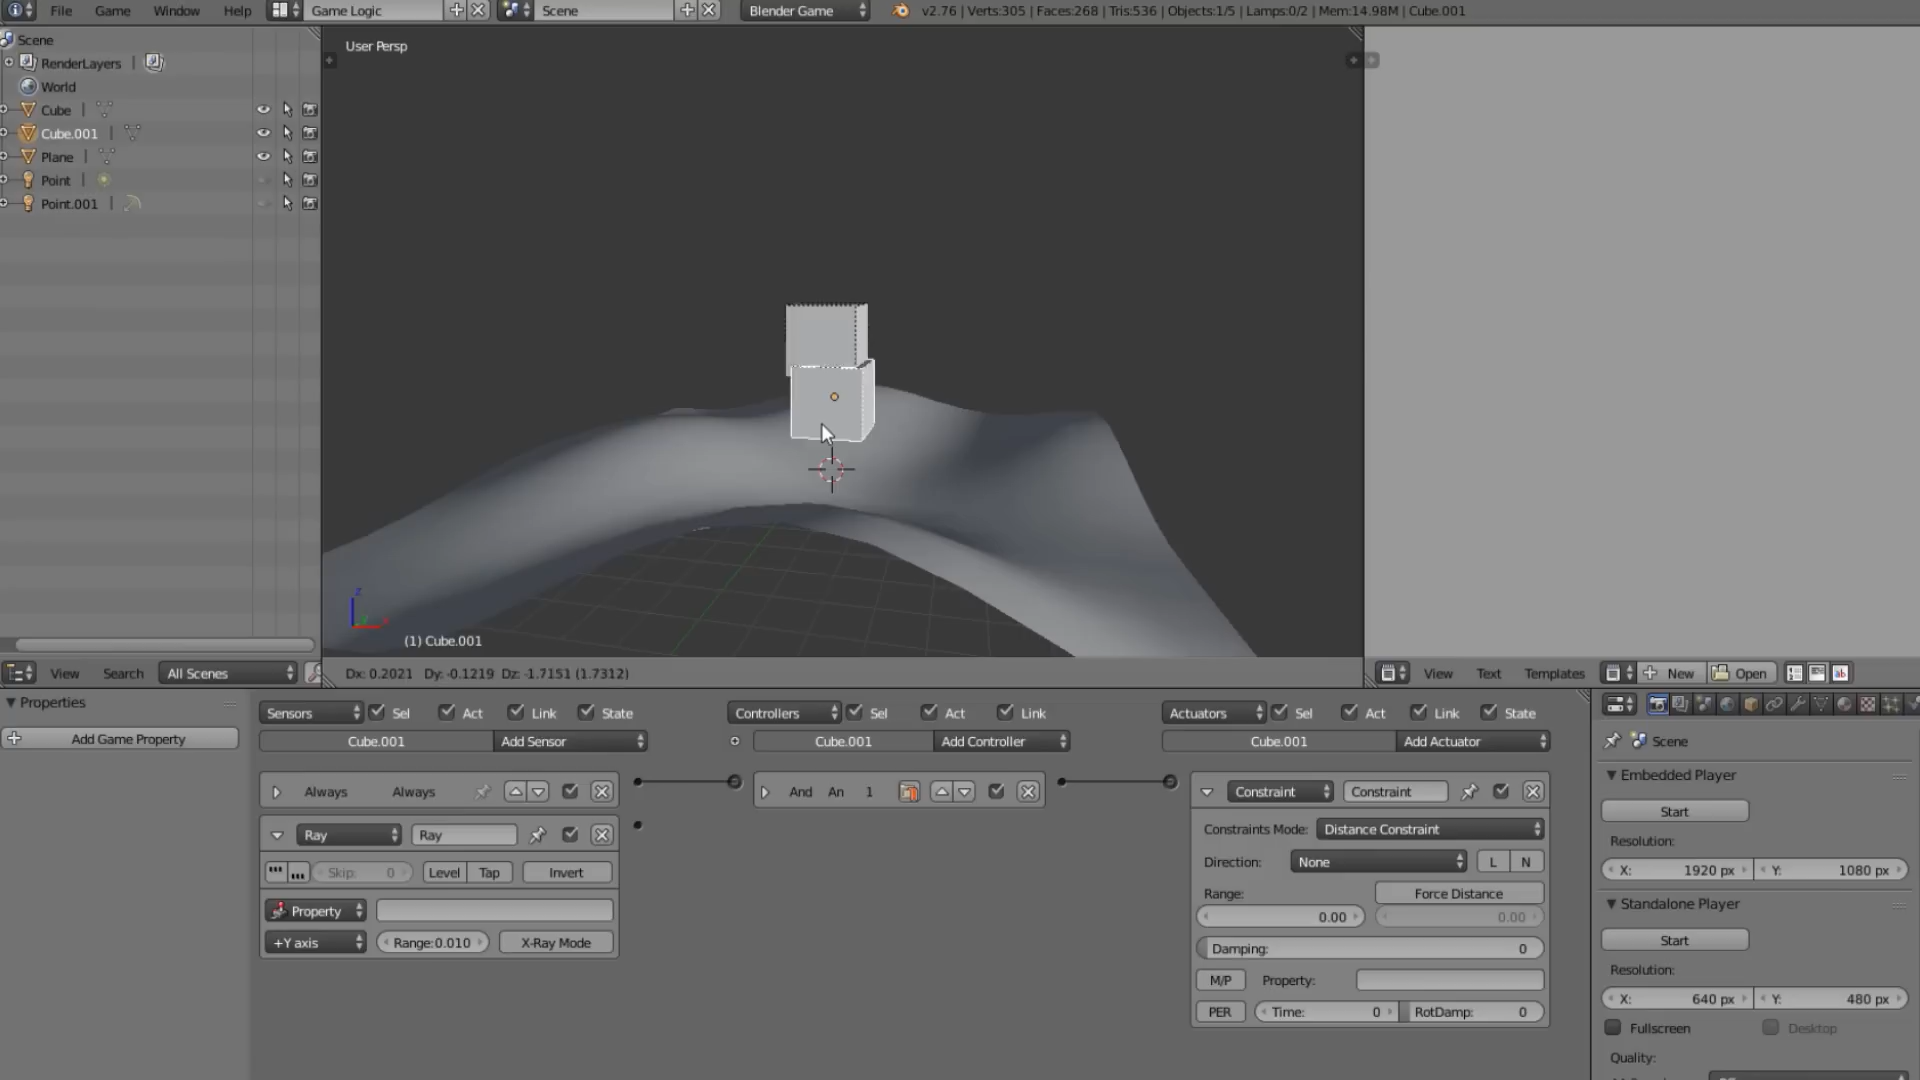 File Game Window Help Game Logic Scene Blender Game v2.76 | Verts:305 | Faces:268 | Tris:536 | Objects:1/5 | Lamps:0/2 | Mem:14.98M | Cube.001
Scene
RenderLayers
World
Cube
Cube.001
Plane
Point
Point.001
User Persp
z
(1) Cube.001
View Search All Scenes
Dx: 0.2021 Dy: -0.1219 Dz: -1.7151 (1.7312)
View Text Templates New Open
Properties
Add Game Property
Sensors Sel Act Link State
Cube.001 Add Sensor
Always Always
Ray Ray
Skip: 0 Level Tap Invert
Property
+Y axis Range:0.010 X-Ray Mode
Controllers Sel Act Link
Cube.001 Add Controller
And An 1
Actuators Sel Act Link State
Cube.001 Add Actuator
Constraint Constraint
Constraints Mode: Distance Constraint
Direction: None L N
Range: Force Distance
0.00 0.00
Damping: 0
M/P Property:
PER Time: 0 RotDamp: 0
Scene
Embedded Player
Start
Resolution:
X: 1920 px Y: 1080 px
Standalone Player
Start
Resolution:
X: 640 px Y: 480 px
Fullscreen Desktop
Quality: